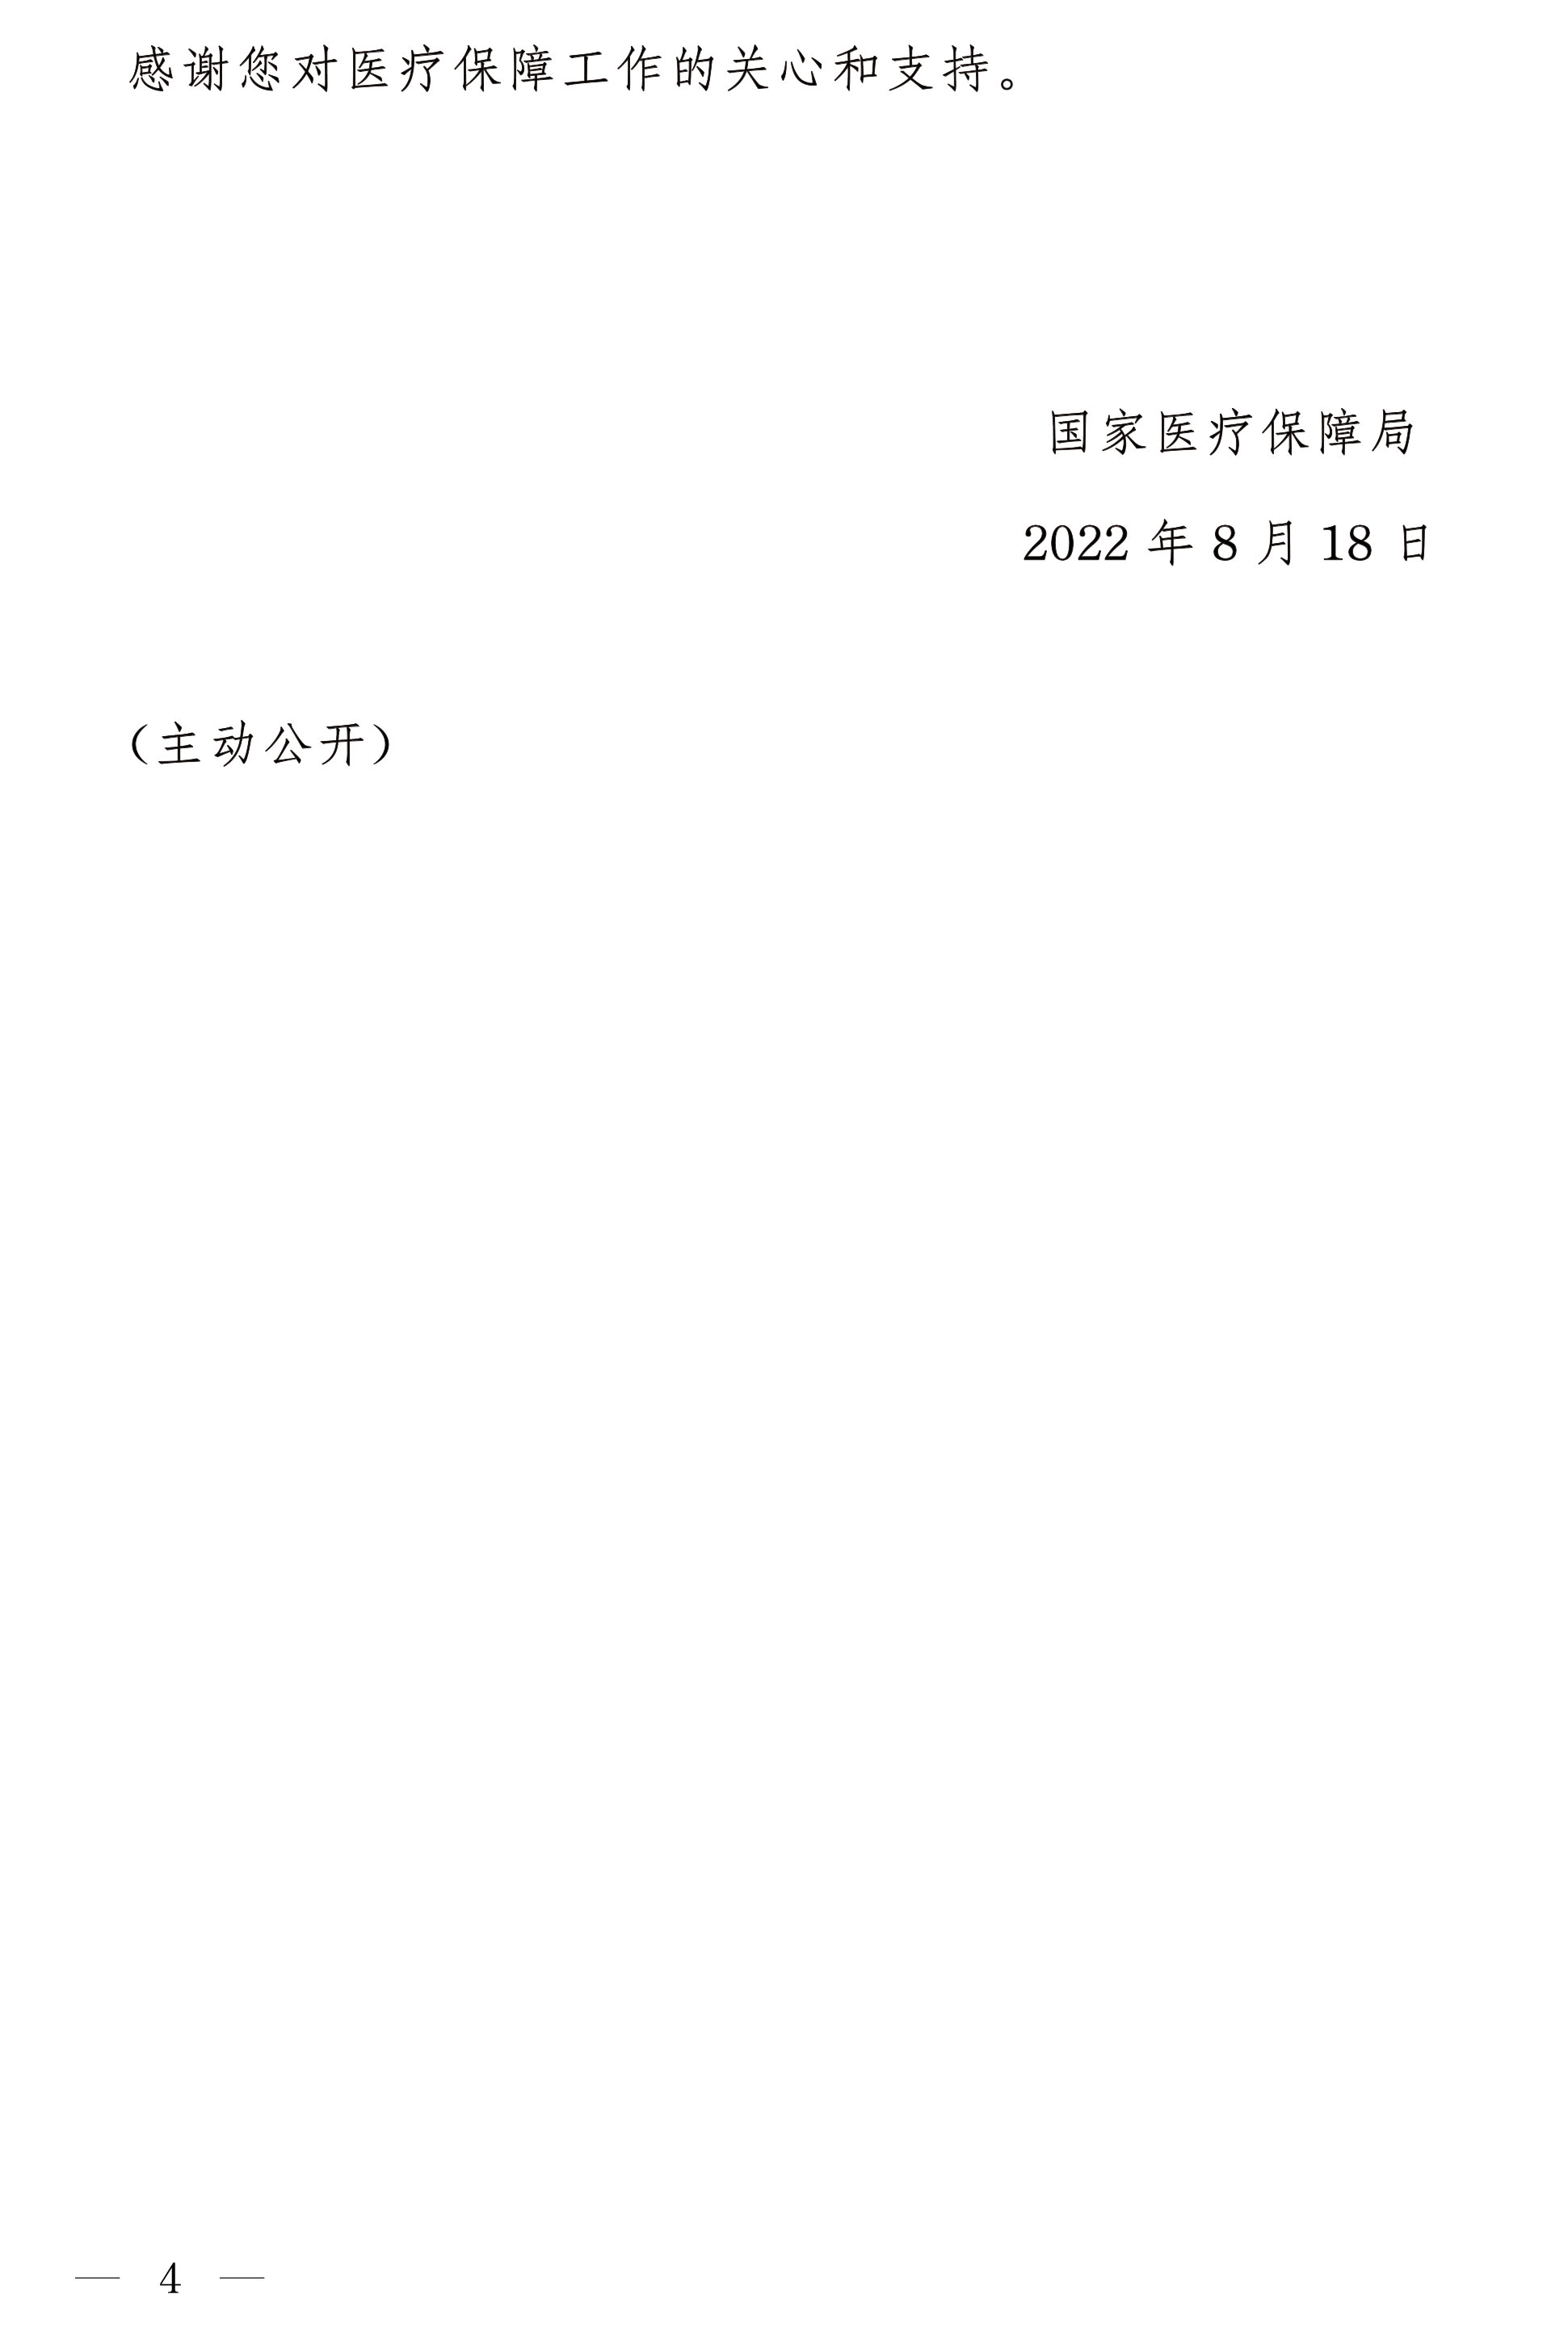 感谢您对医疗保障工作的关心和支持。
国家医疗保障局
2022 年 8 月 18 日
（主动公开）
— 4 —